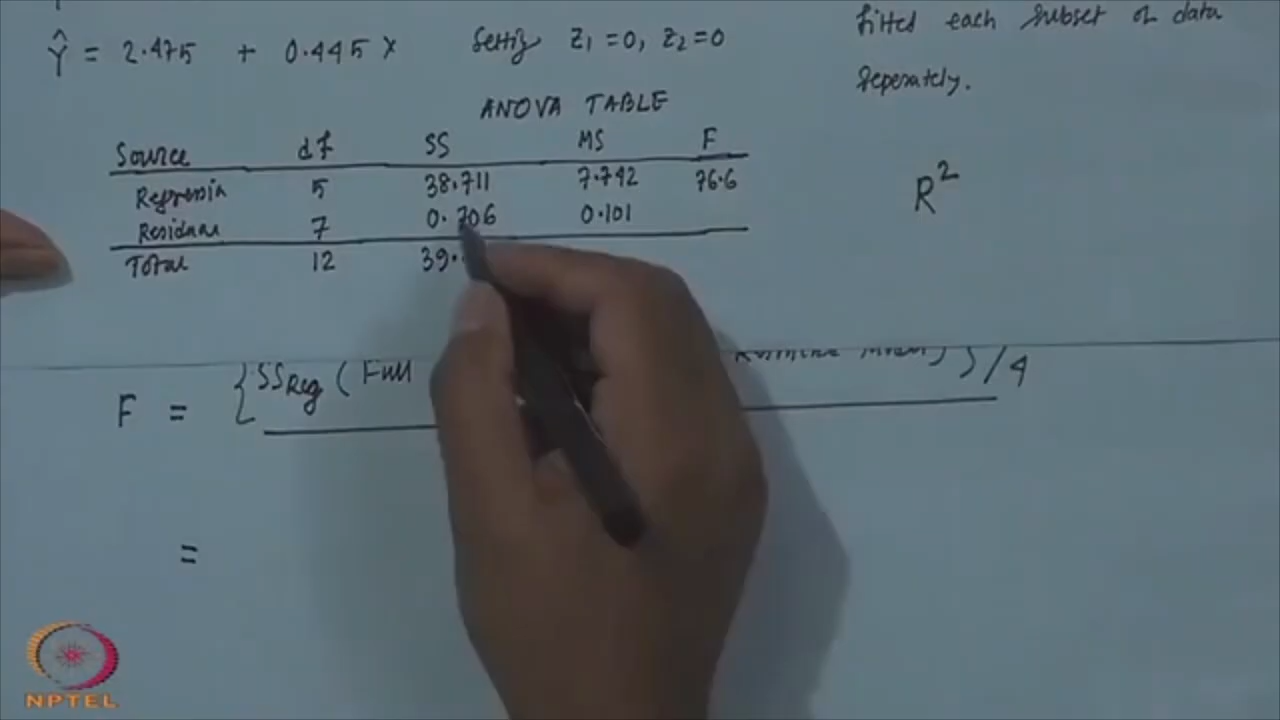 Ŷ = 2.475 + 0.445 X Setting Z1 = 0, Z2 = 0
fitted each subset of data
seperately.
ANOVA TABLE
Source df SS MS F
Regression 5 38.711 7.742 76.6
Residual 7 0.706 0.101
Total 12 39.
R²
F = { SSReg ( Full } / 4
=
NPTEL